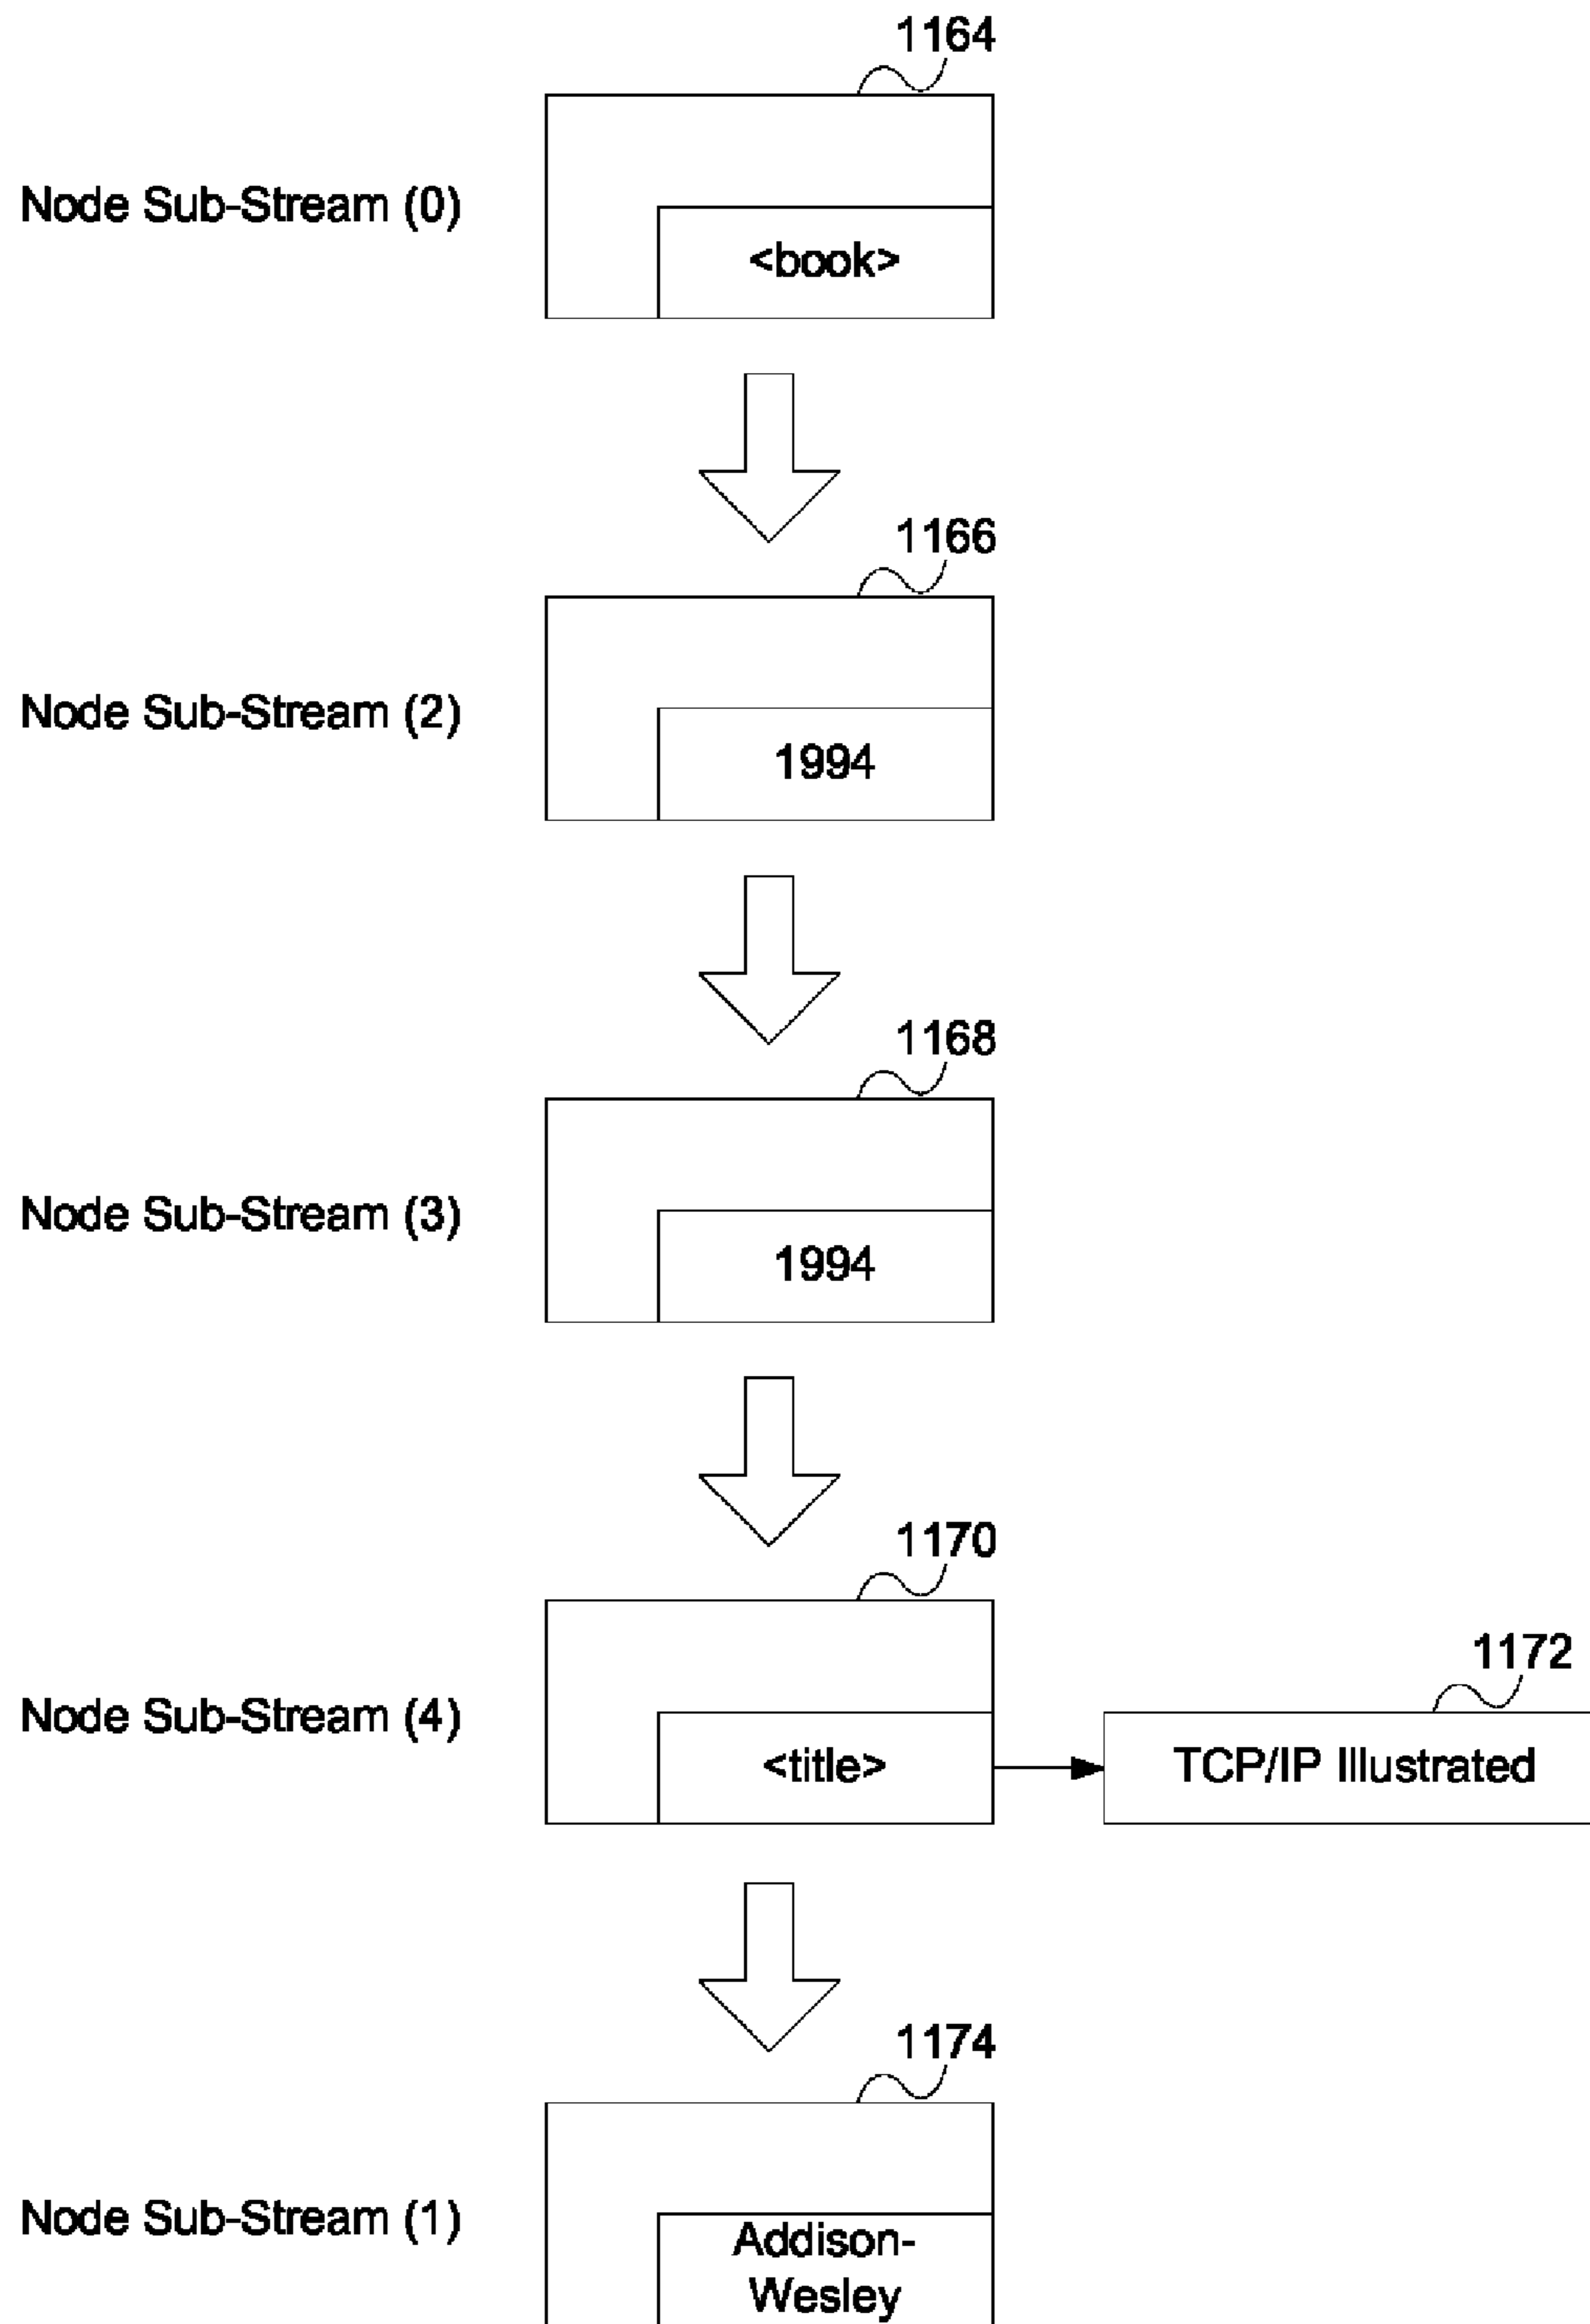 1164
Node Sub-Stream (0)
<book>
1166
Node Sub-Stream (2)
1994
1168
Node Sub-Stream (3)
1994
1170
1172
Node Sub-Stream (4)
<title>
TCP/IP Illustrated
1174
Node Sub-Stream (1)
Addison-
Wesley